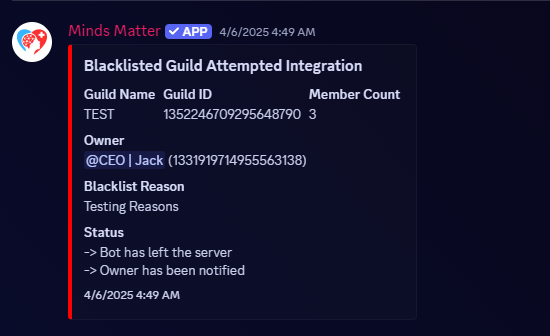 Minds Matter ✓ APP 4/6/2025 4:49 AM
Blacklisted Guild Attempted Integration
Guild Name Guild ID Member Count
TEST 1352246709295648790 3
Owner
@CEO | Jack (1331919714955563138)
Blacklist Reason
Testing Reasons
Status
-> Bot has left the server
-> Owner has been notified
4/6/2025 4:49 AM